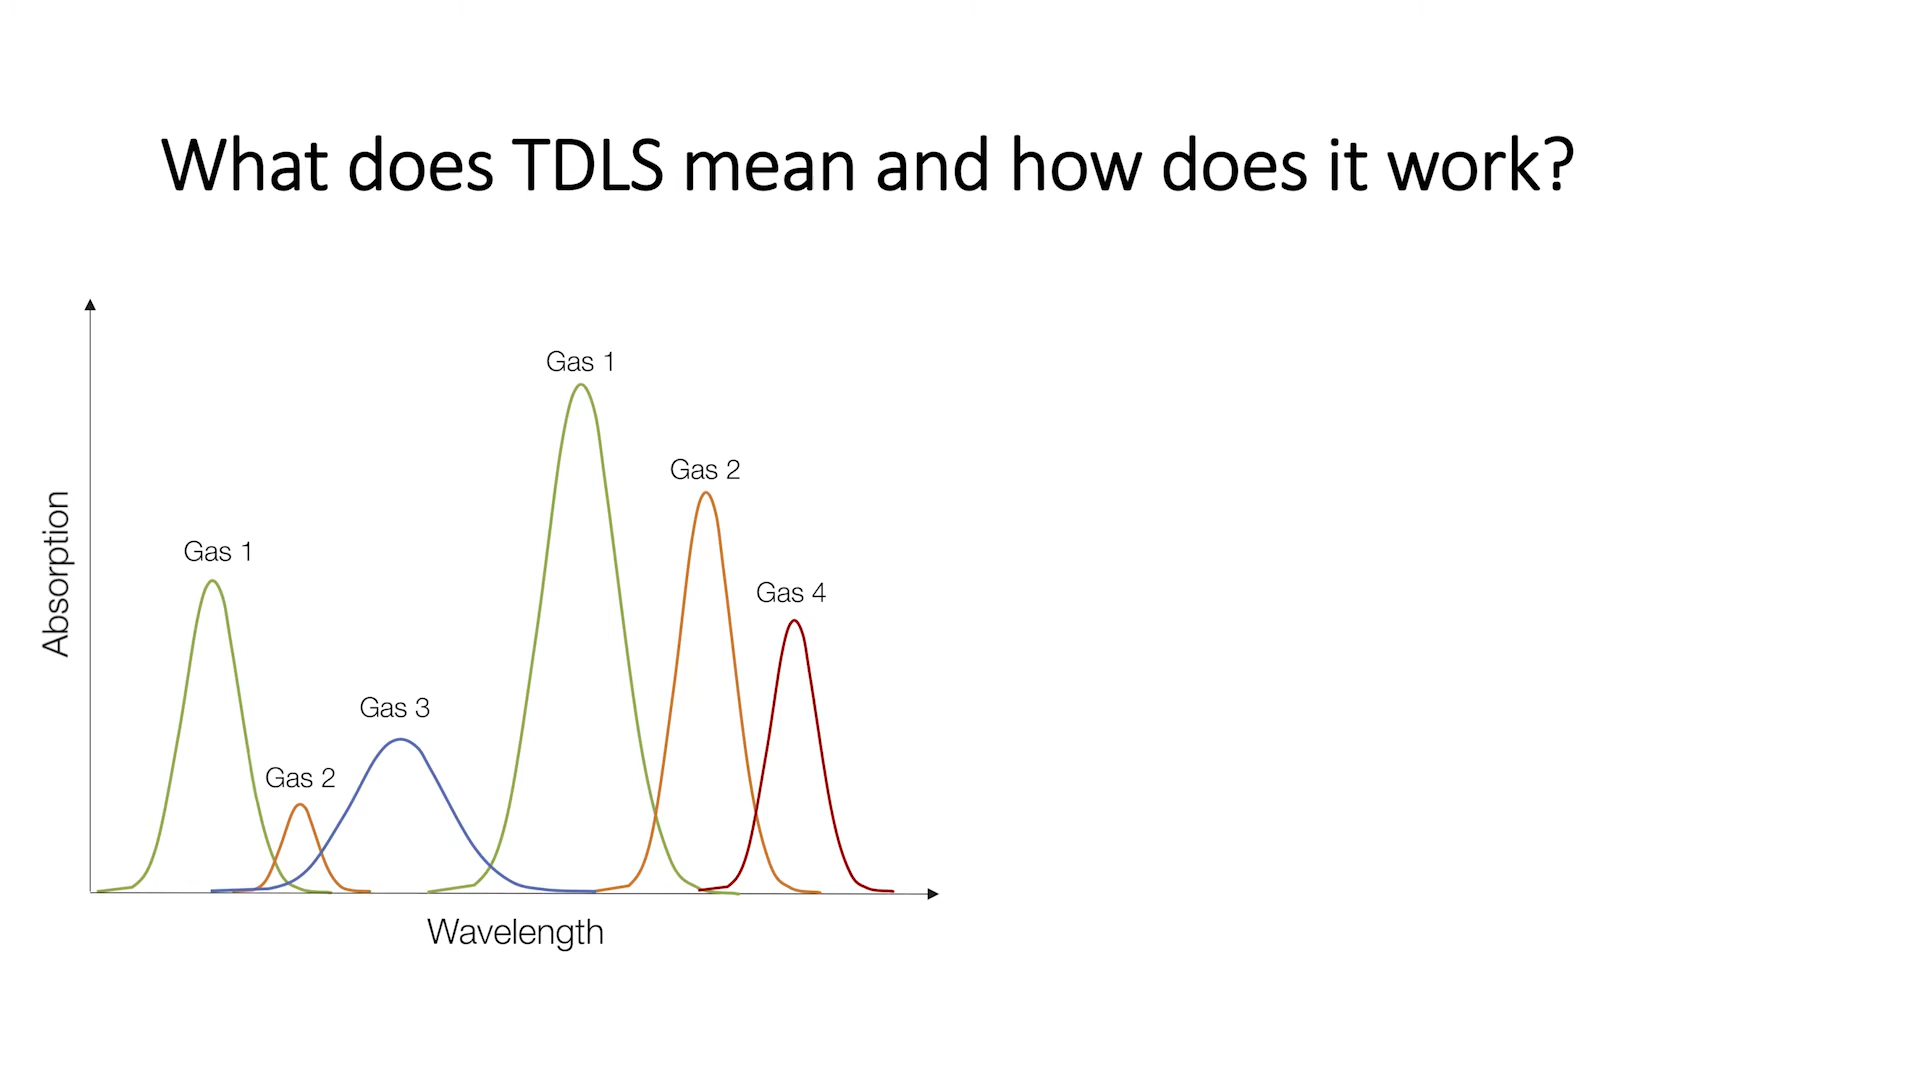 What does TDLS mean and how does it work?
Gas 1
Gas 2
Gas 1
Gas 4
Gas 3
Gas 2
Absorption
Wavelength